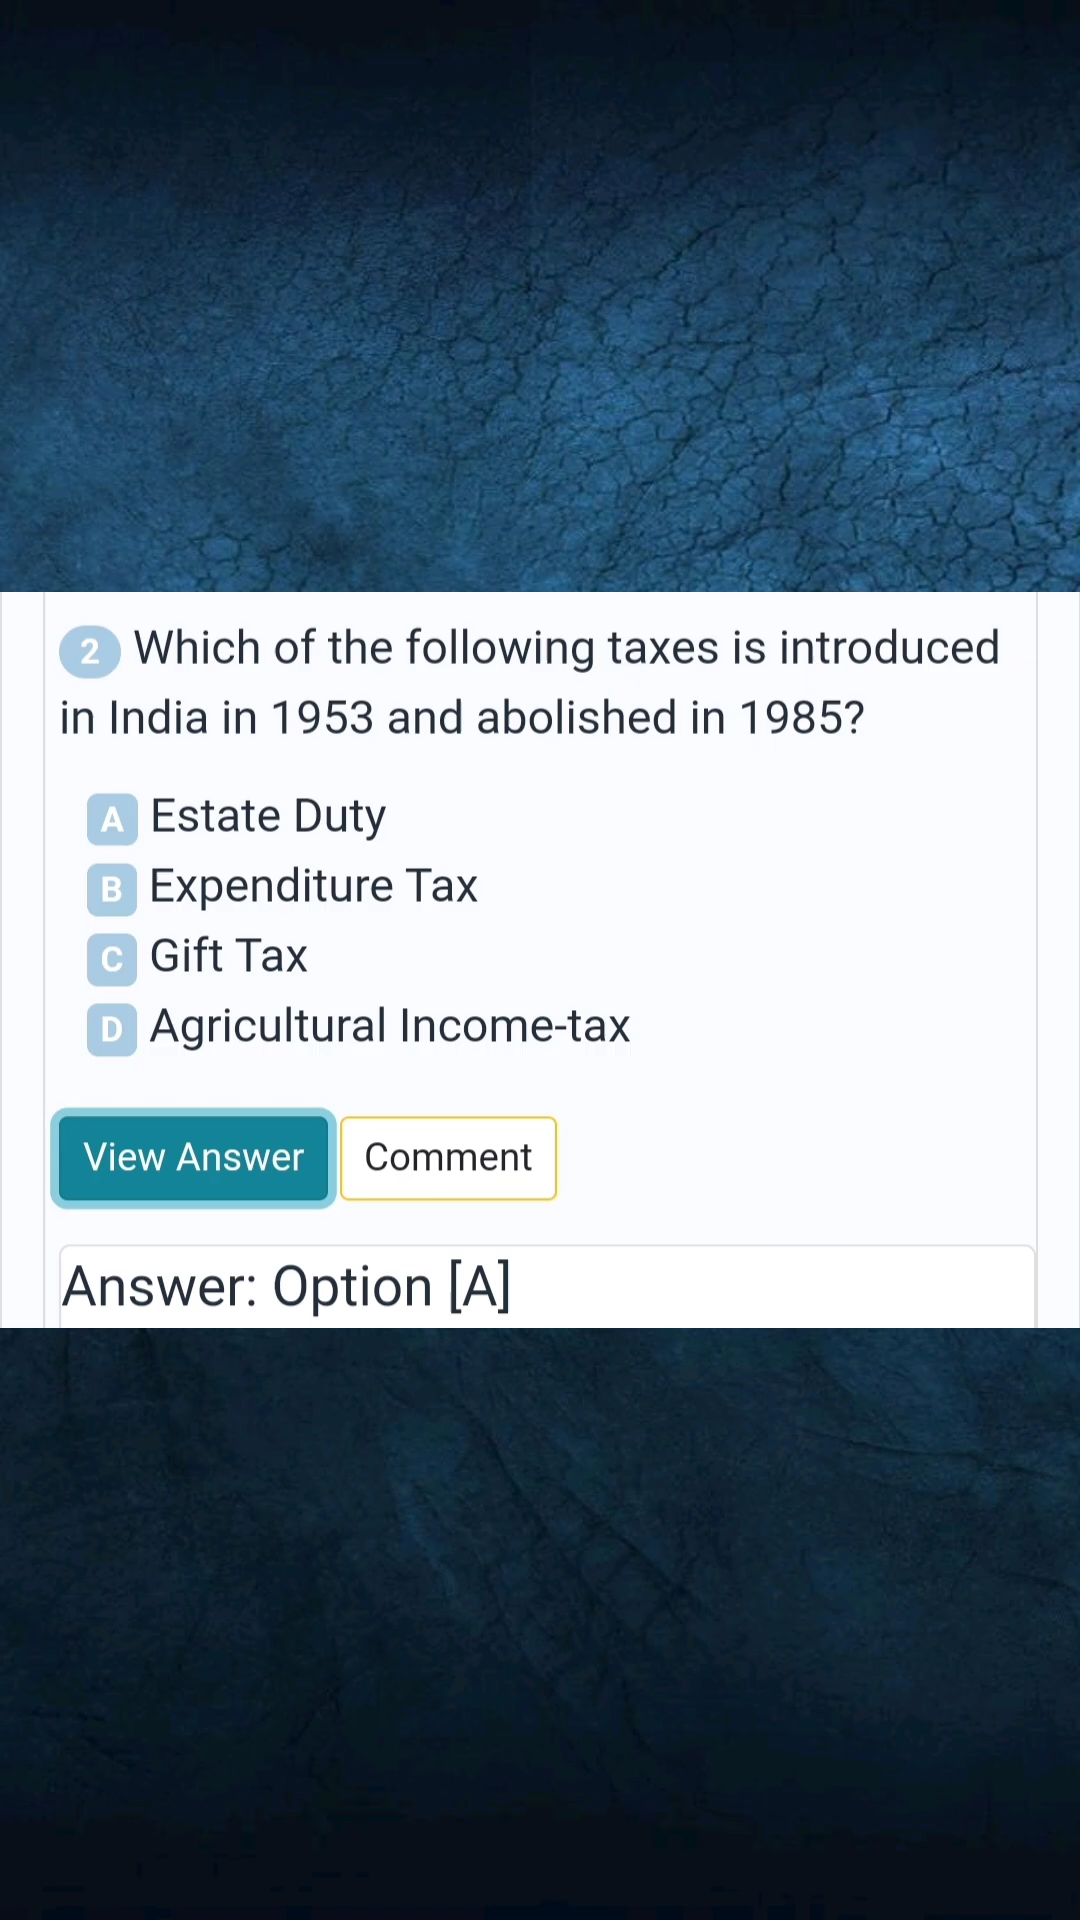 2 Which of the following taxes is introduced
in India in 1953 and abolished in 1985?
A Estate Duty
B Expenditure Tax
C Gift Tax
D Agricultural Income-tax
View Answer Comment
Answer: Option [A]